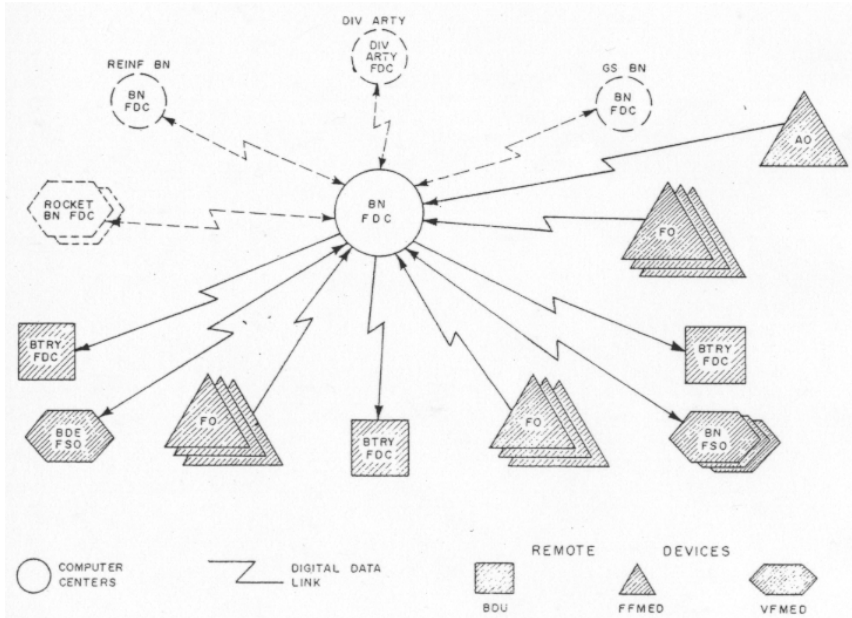 DIV ARTY
REINF BN
DIV
ARTY
FDC
GS BN
BN
FDC
BN
FDC
AO
ROCKET
BN FDC
BN
FDC
FO
BTRY
FDC
BTRY
FDC
BDE
FSO
FO
BTRY
FDC
FO
BN
FSO
COMPUTER
CENTERS
DIGITAL DATA
LINK
REMOTE DEVICES
BDU
FFMED
VFMED